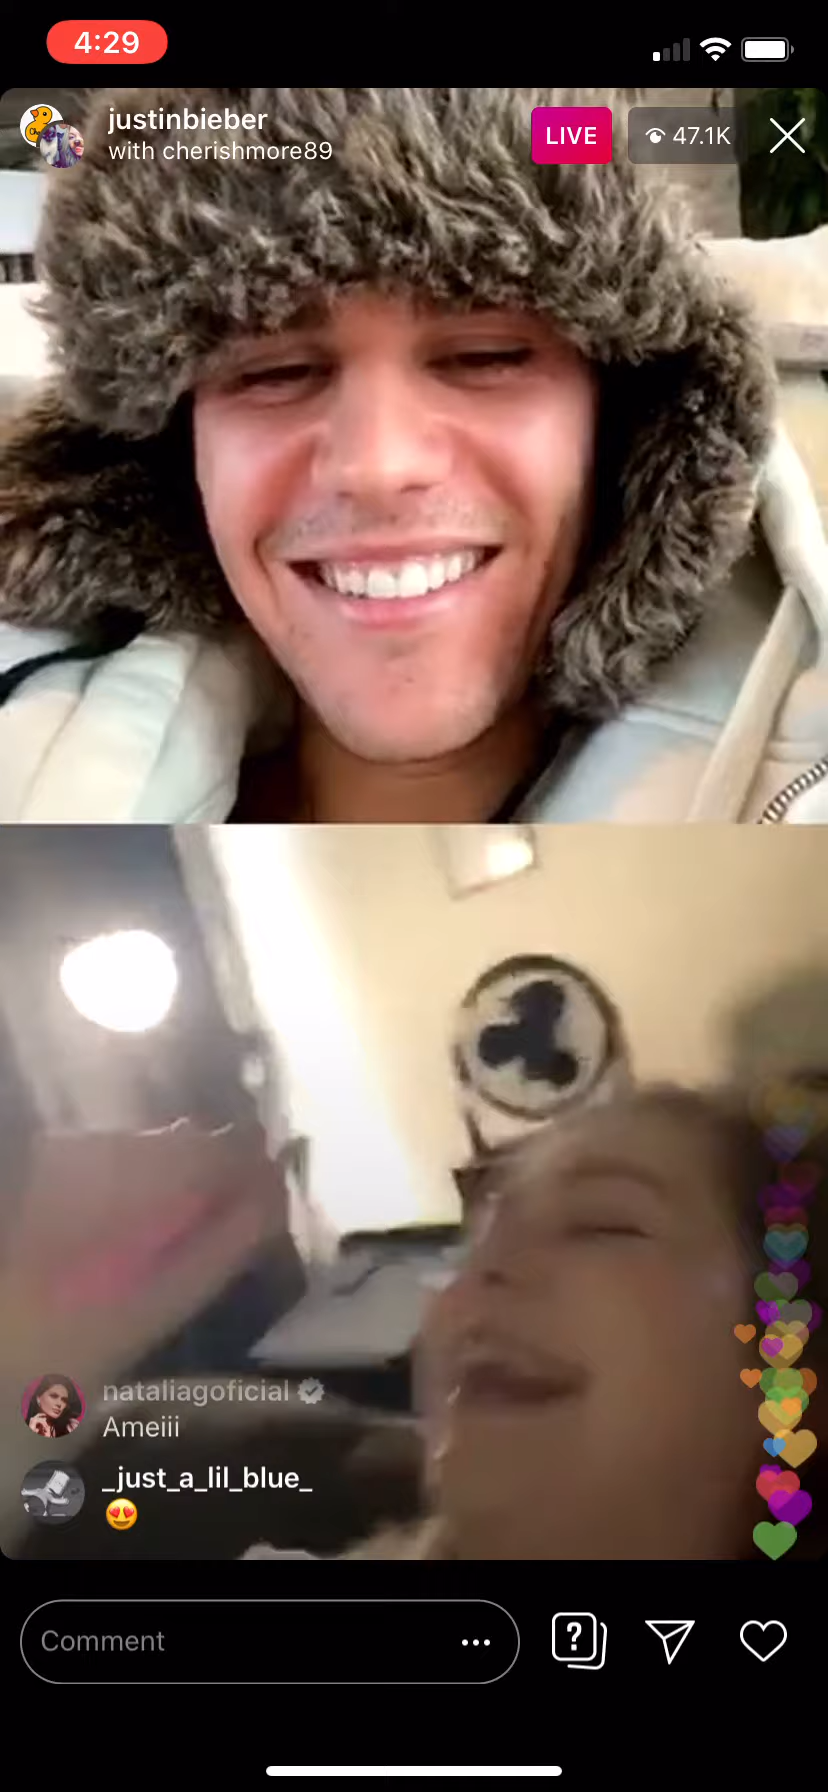 4:29
justinbieber
with cherishmore89
LIVE
47.1K
nataliagoficial
Ameiii
_just_a_lil_blue_
😍
Comment